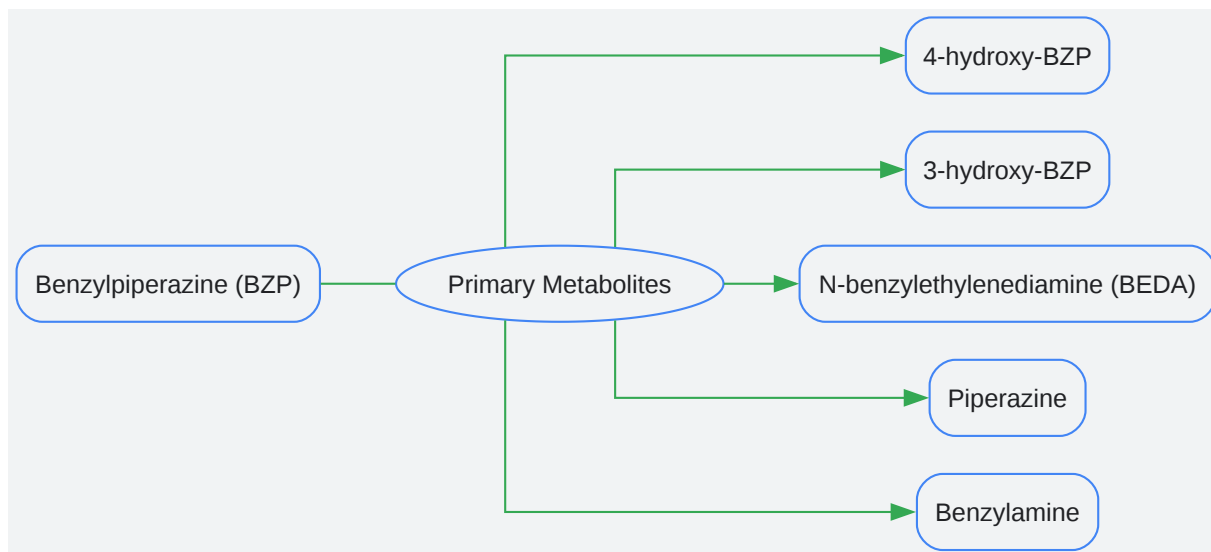 4-hydroxy-BZP
3-hydroxy-BZP
Benzylpiperazine (BZP)
Primary Metabolites
N-benzylethylenediamine (BEDA)
Piperazine
Benzylamine